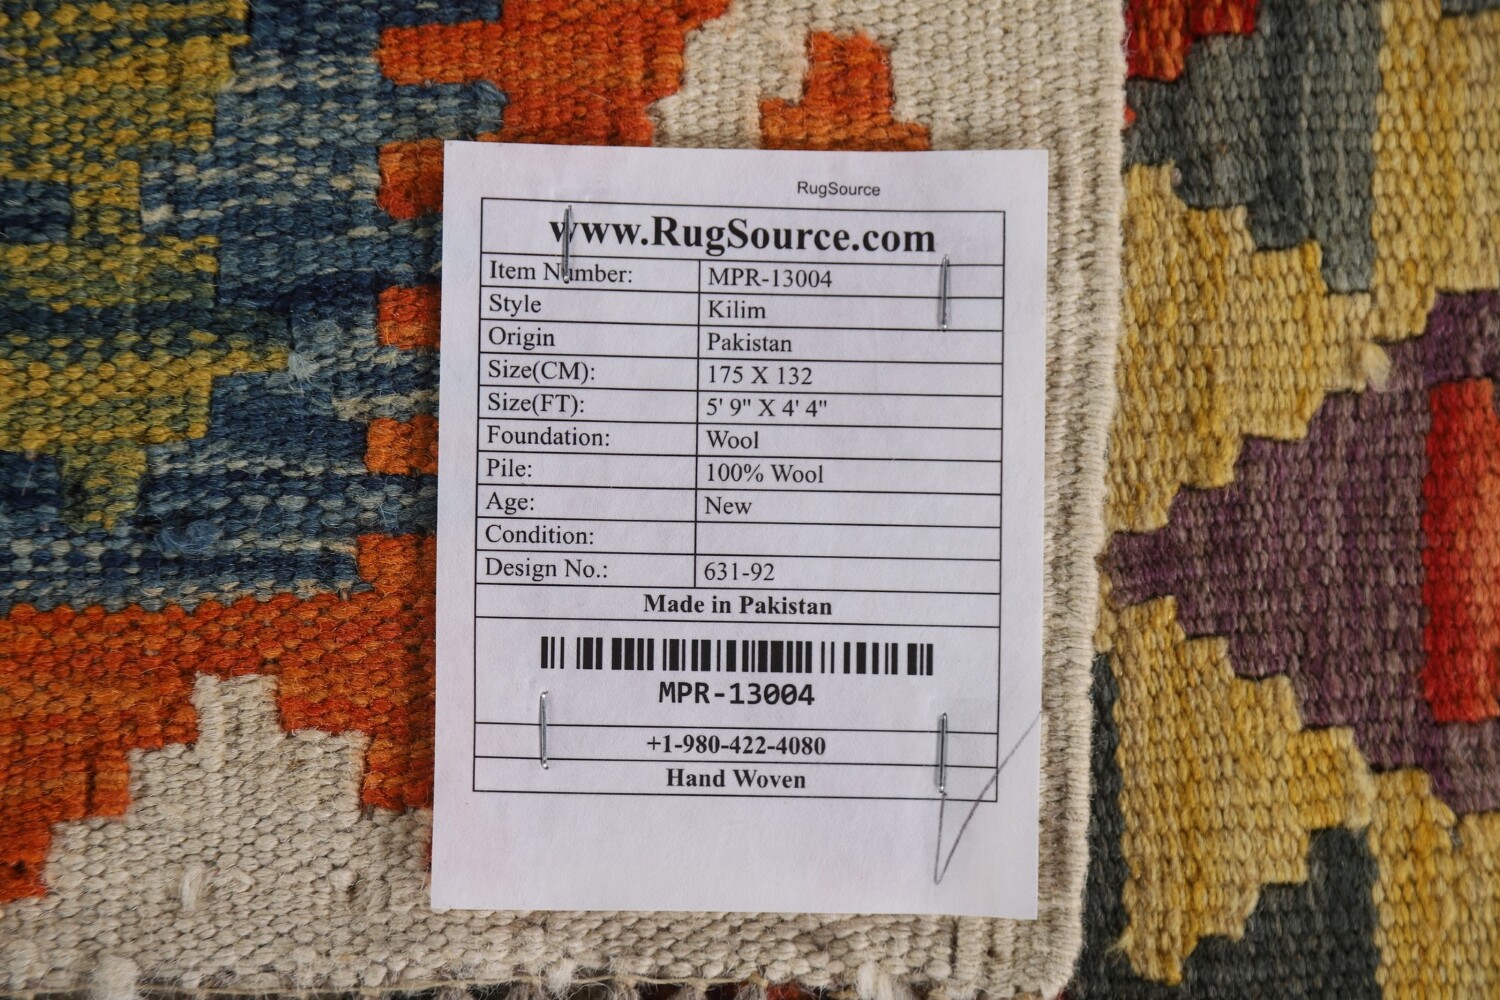 RugSource
www.RugSource.com
Item Number: MPR-13004
Style Kilim
Origin Pakistan
Size(CM): 175 X 132
Size(FT): 5' 9" X 4' 4"
Foundation: Wool
Pile: 100% Wool
Age: New
Condition:
Design No.: 631-92
Made in Pakistan
MPR-13004
+1-980-422-4080
Hand Woven